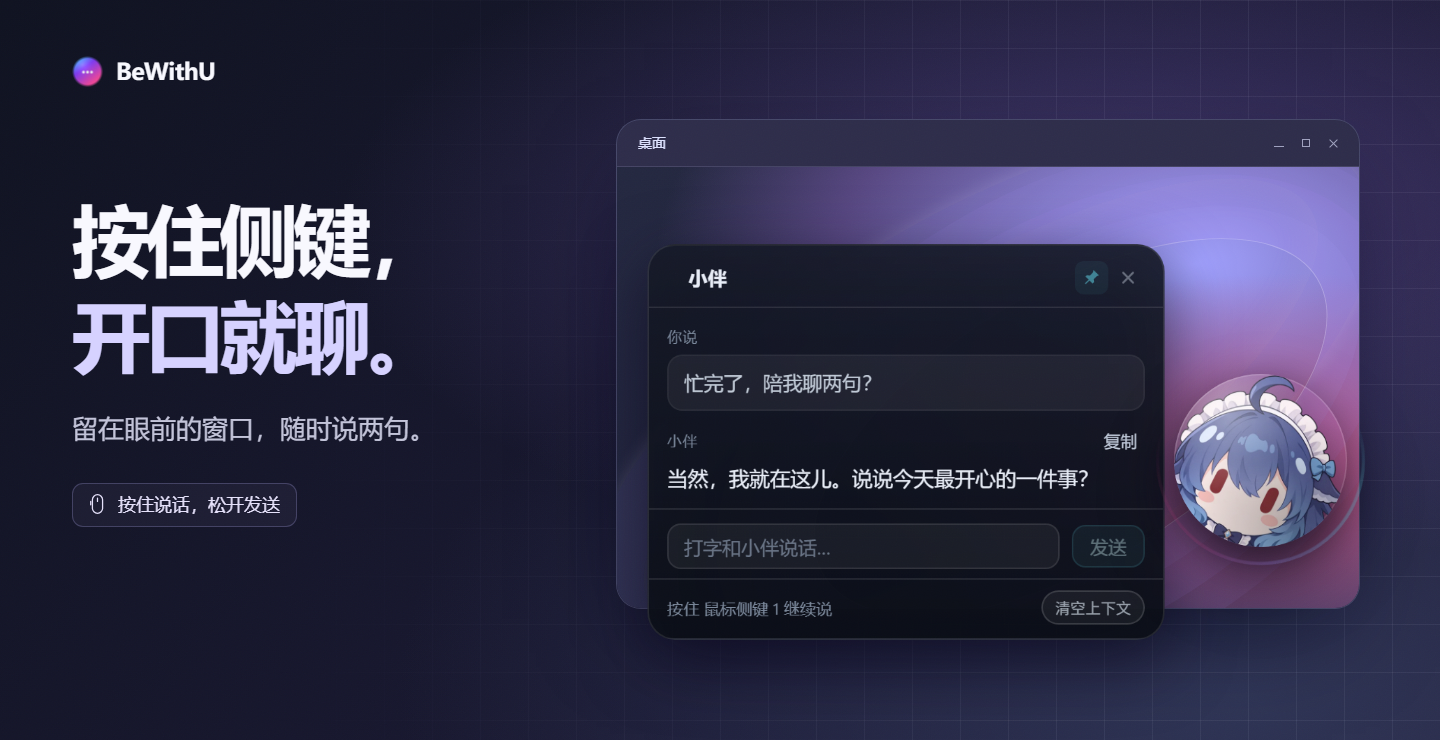 BeWithU
按住侧键，
开口就聊。
留在眼前的窗口，随时说两句。
按住说话，松开发送
桌面
小伴
你说
忙完了，陪我聊两句？
小伴
复制
当然，我就在这儿。说说今天最开心的一件事？
打字和小伴说话...
发送
按住 鼠标侧键 1 继续说
清空上下文